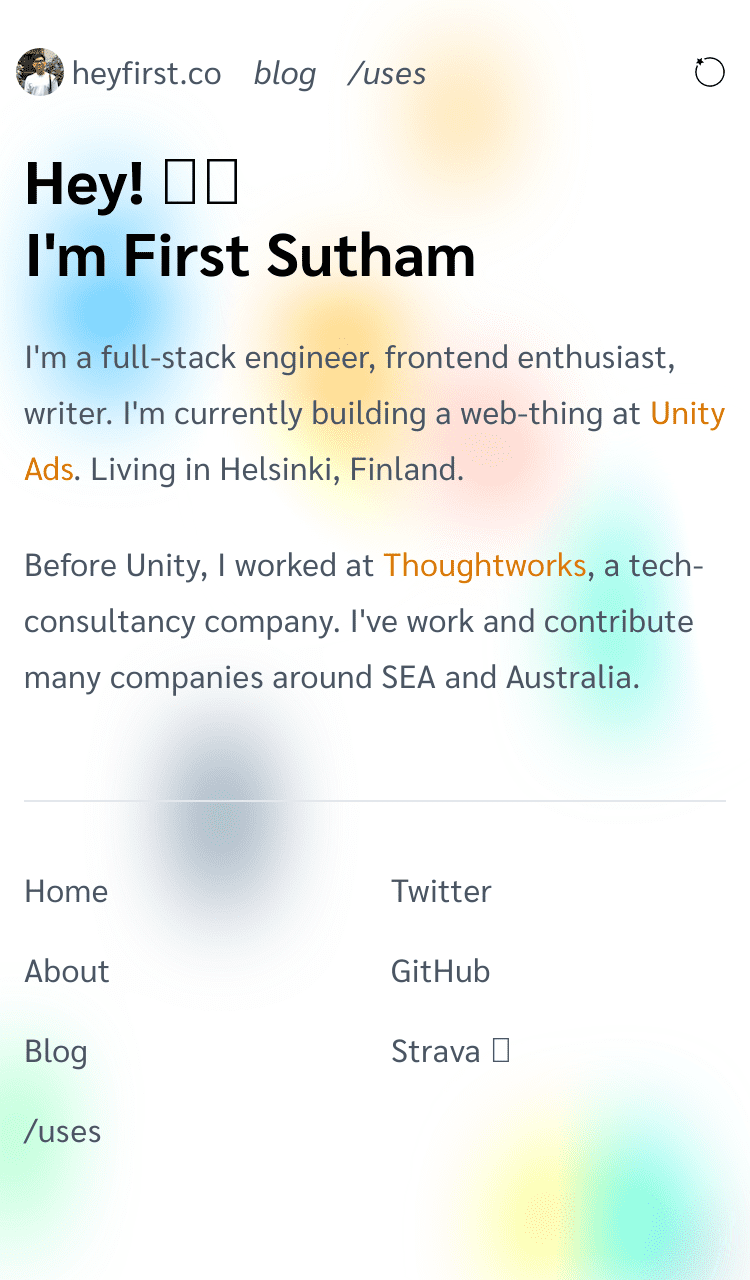 heyfirst.co blog /uses
Hey!
I'm First Sutham
I'm a full-stack engineer, frontend enthusiast,
writer. I'm currently building a web-thing at Unity
Ads. Living in Helsinki, Finland.
Before Unity, I worked at Thoughtworks, a tech-
consultancy company. I've work and contribute
many companies around SEA and Australia.
Home
About
Blog
/uses
Twitter
GitHub
Strava